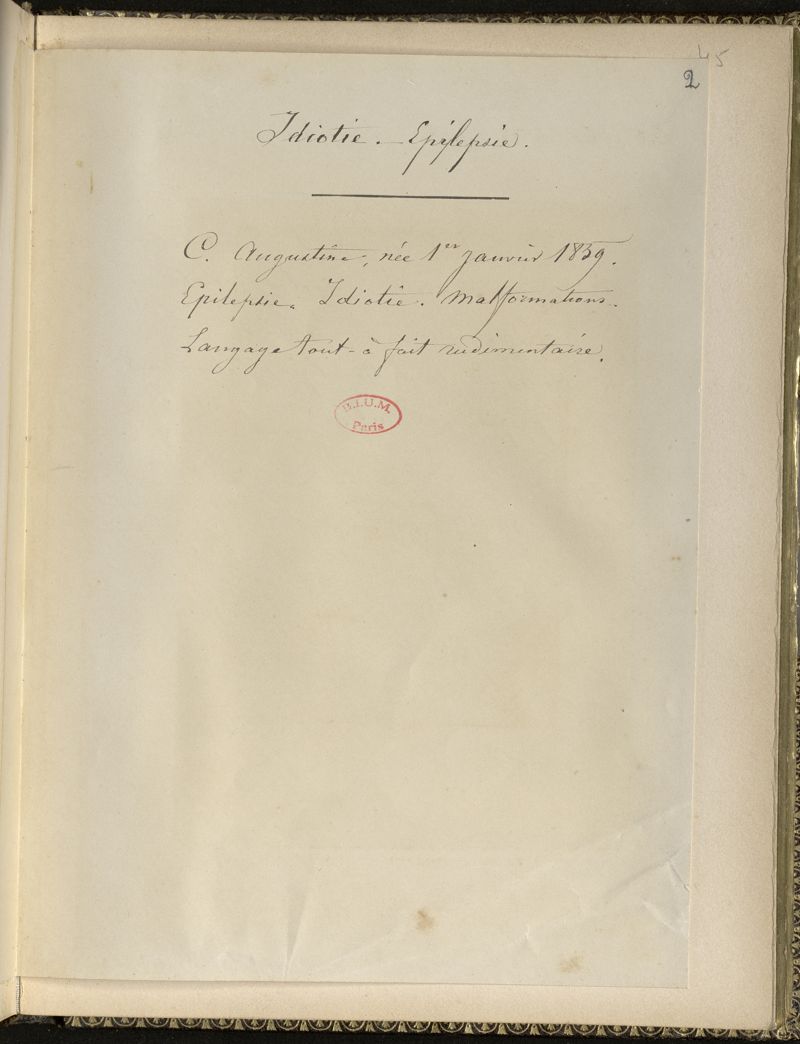 45
2
Idiotie. — Epilepsie.
C. Augustine, née 1er Janvier 1859.
Epilepsie. Idiotie. Malformations.
Langage tout-à fait rudimentaire.
B.I.U.M.
Paris